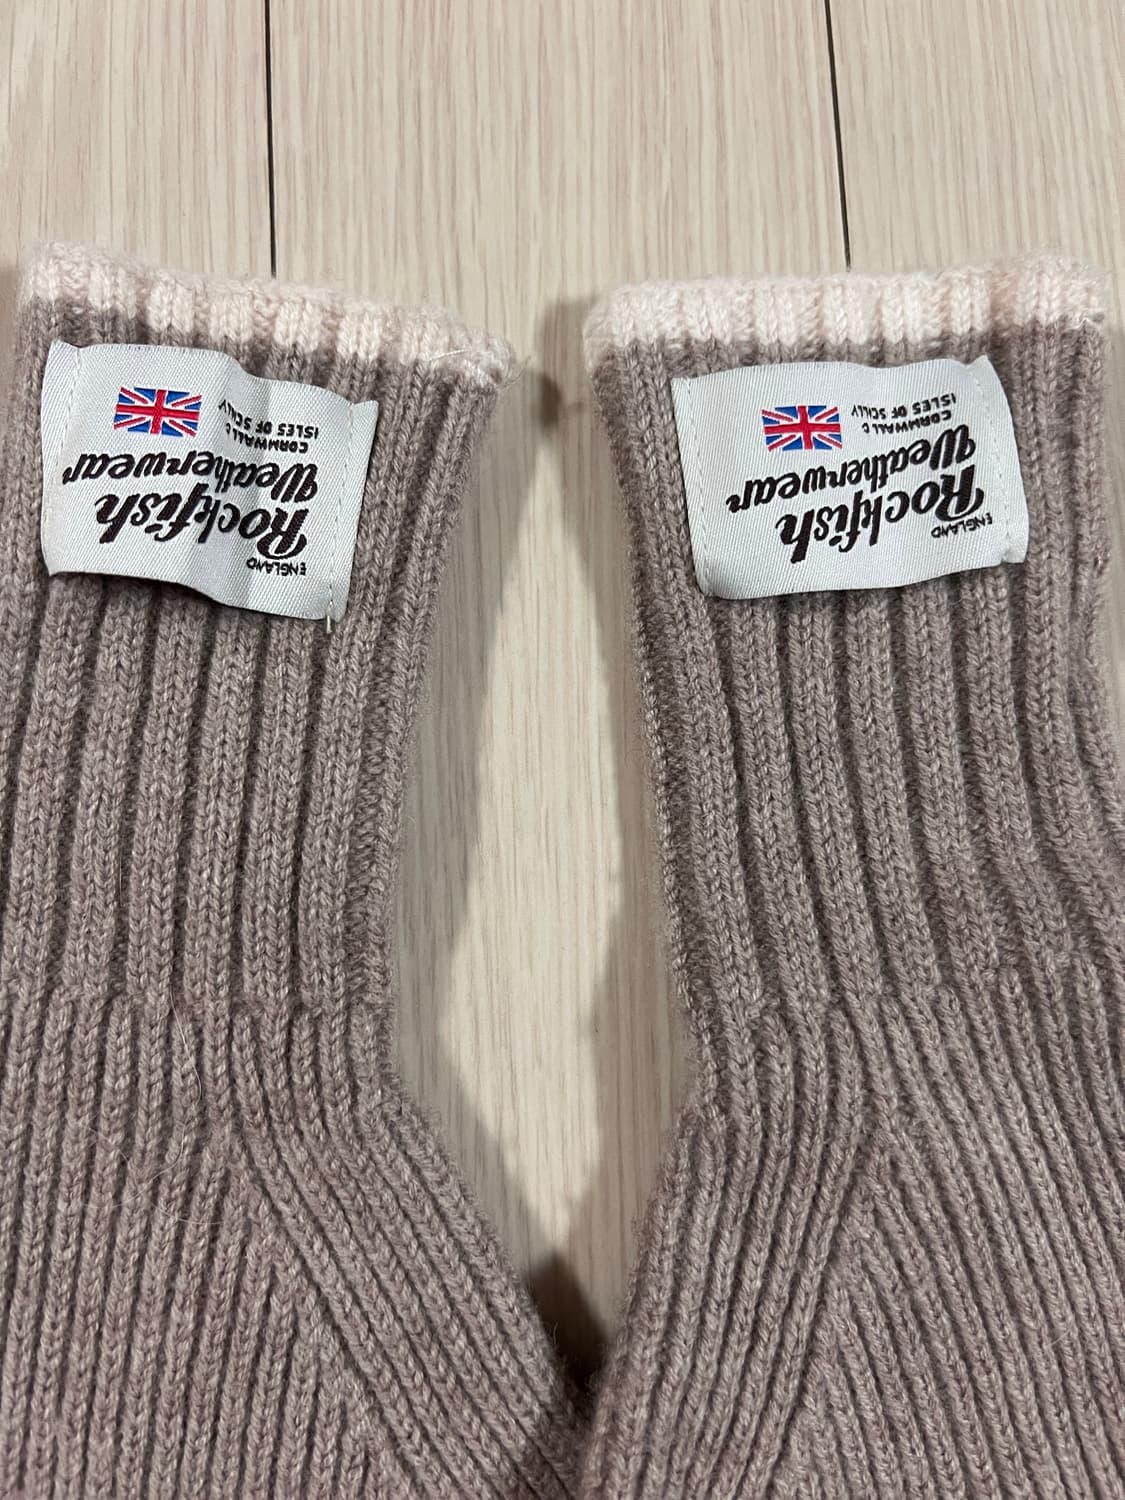 ENGLAND
Rockfish
Weatherwear
CORNWALL C
ISLES OF SCILLY
ENGLAND
Rockfish
Weatherwear
CORNWALL C
ISLES OF SCILLY